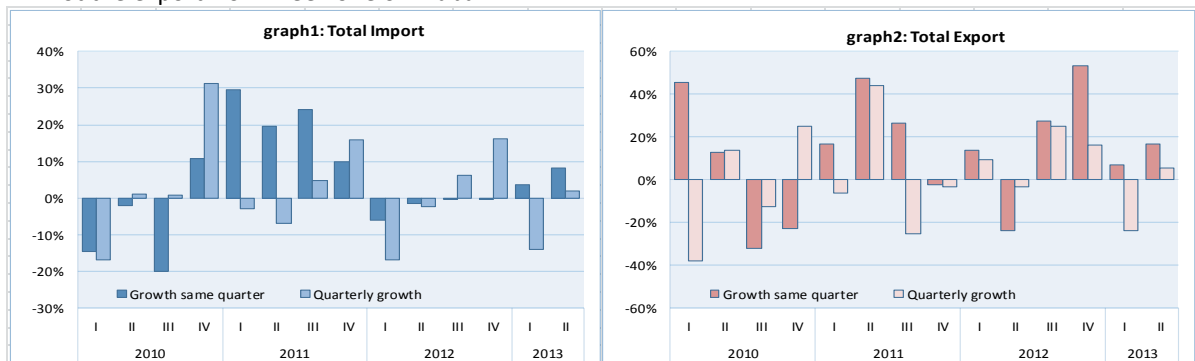 graph1: Total Import
40%
30%
20%
10%
0%
-10%
-20%
-30%
Growth same quarter Quarterly growth
I II III IV I II III IV I II III IV I II
2010 2011 2012 2013
graph2: Total Export
60%
40%
20%
0%
-20%
-40%
-60%
Growth same quarter Quarterly growth
I II III IV I II III IV I II III IV I II
2010 2011 2012 2013